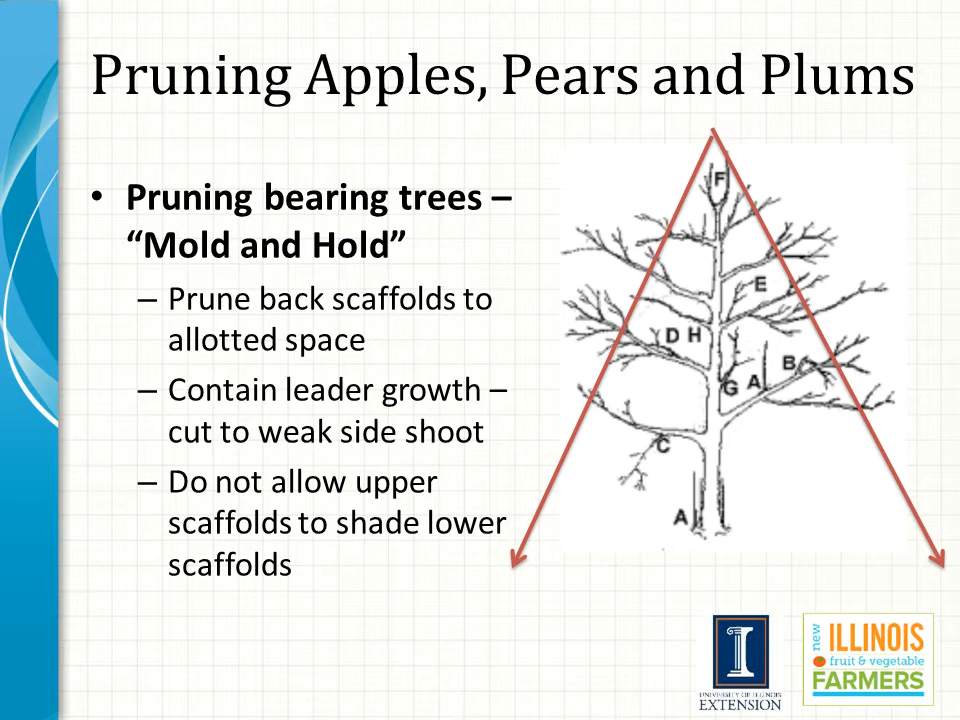 Pruning Apples, Pears and Plums
• Pruning bearing trees –
“Mold and Hold”
– Prune back scaffolds to
allotted space
– Contain leader growth –
cut to weak side shoot
– Do not allow upper
scaffolds to shade lower
scaffolds
F
E
D H
B
G A
C
A
I
UNIVERSITY OF ILLINOIS
EXTENSION
new
ILLINOIS
fruit & vegetable
FARMERS